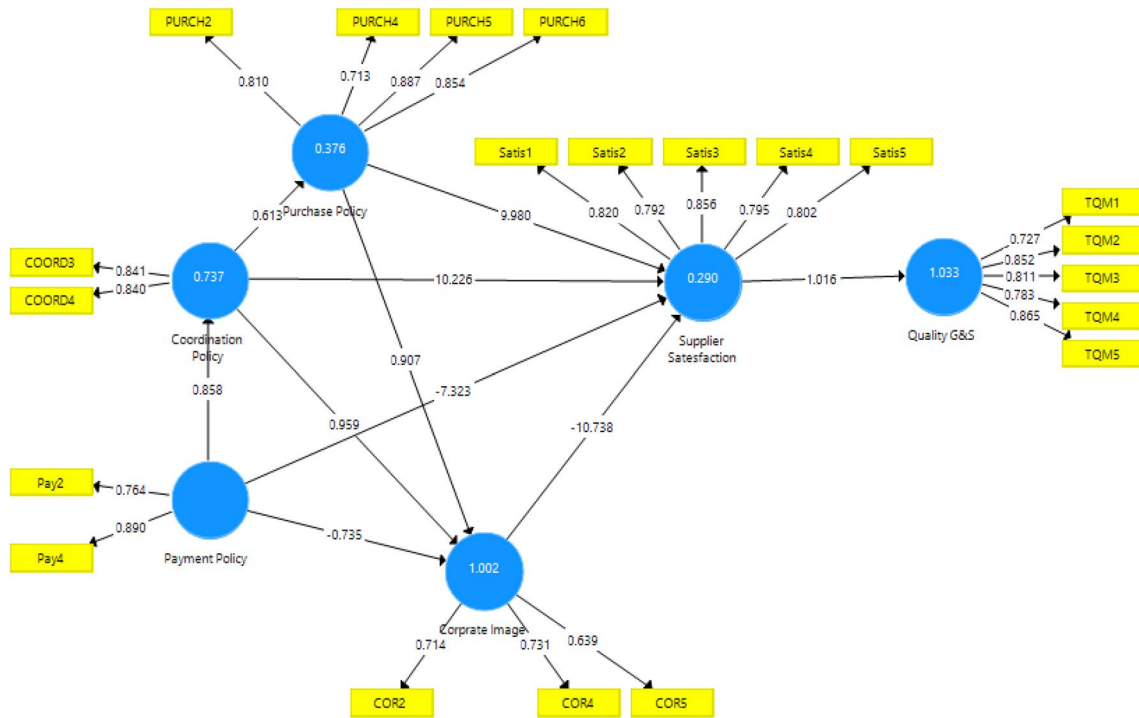 PURCH2
PURCH4
PURCH5
PURCH6
0.810
0.713
0.887
0.854
0.376
Purchase Policy
Satis1
Satis2
Satis3
Satis4
Satis5
0.820
0.792
0.856
0.795
0.802
TQM1
TQM2
TQM3
TQM4
TQM5
0.727
0.852
0.811
0.783
0.865
0.613
9.980
COORD3
COORD4
0.841
0.840
0.737
Coordination
Policy
10.226
0.290
Supplier
Satesfaction
1.016
1.033
Quality G&S
0.907
0.858
0.959
-7.323
-10.738
Pay2
Pay4
0.764
0.890
Payment Policy
-0.735
1.002
Corprate Image
0.714
0.731
0.639
COR2
COR4
COR5